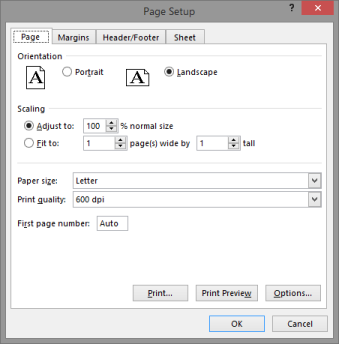 Page Setup
?
Page Margins Header/Footer Sheet
Orientation
A Portrait A Landscape
Scaling
Adjust to: 100 % normal size
Fit to: 1 page(s) wide by 1 tall
Paper size: Letter
Print quality: 600 dpi
First page number: Auto
Print... Print Preview Options...
OK Cancel